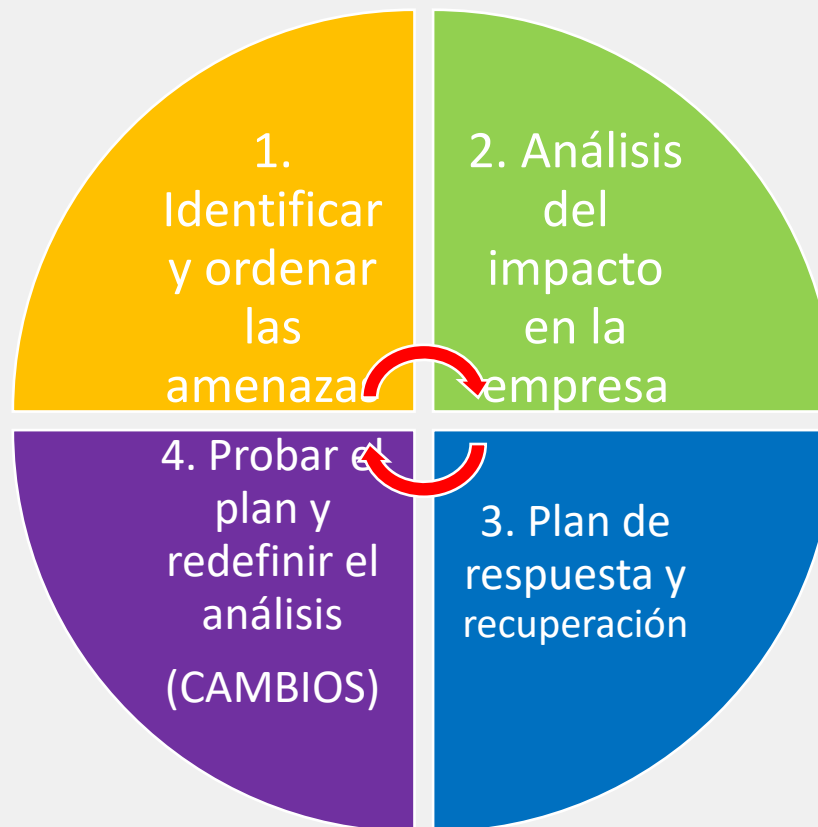 1.
Identificar
y ordenar
las
amenazas
2. Análisis
del
impacto
en la
empresa
3. Plan de
respuesta y
recuperación
4. Probar el
plan y
redefinir el
análisis
(CAMBIOS)